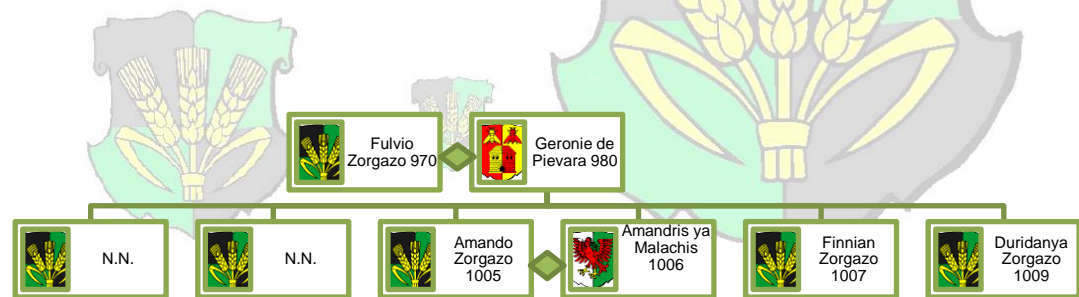 Fulvio
Zorgazo 970
Geronie de
Pievara 980
N.N.
N.N.
Amando
Zorgazo
1005
Amandris ya
Malachis
1006
Finnian
Zorgazo
1007
Duridanya
Zorgazo
1009